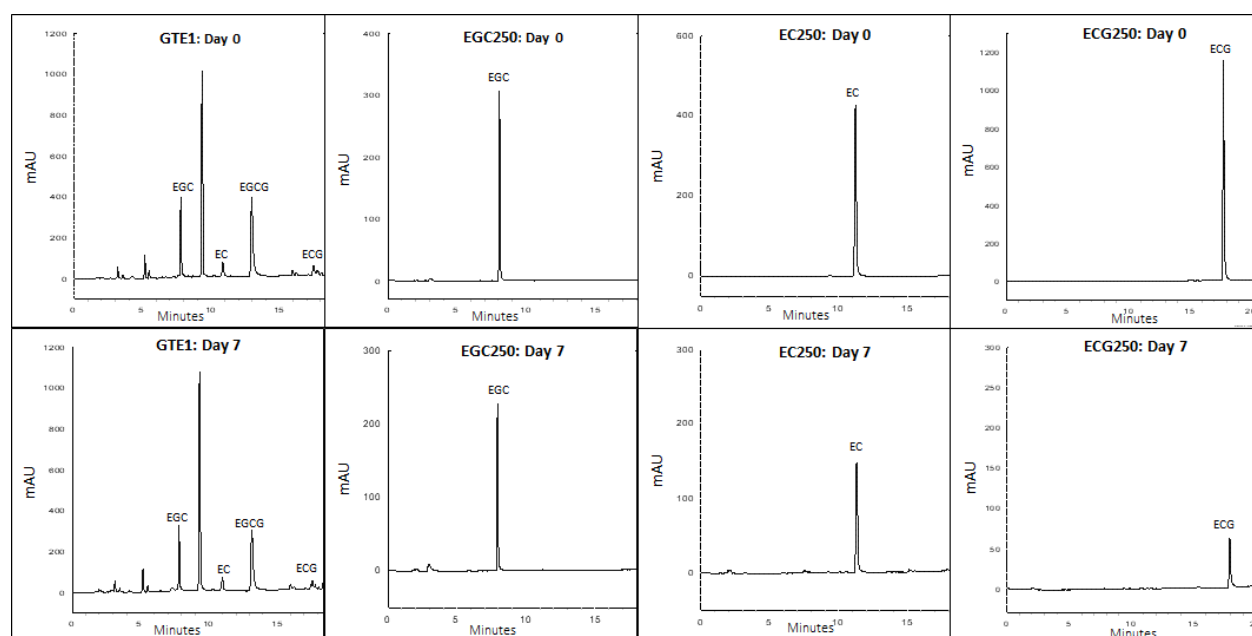 GTE1: Day 0
1200
1000
800
600
400
200
0
mAU
EGC
EC
EGCG
ECG
0
5
10
15
Minutes
EGC250: Day 0
400
300
200
100
0
mAU
EGC
0
5
10
15
Minutes
EC250: Day 0
600
400
200
0
mAU
EC
0
5
10
15
Minutes
ECG250: Day 0
1200
1000
800
600
400
200
0
mAU
ECG
0
5
10
15
20
Minutes
GTE1: Day 7
1200
1000
800
600
400
200
0
mAU
EGC
EC
EGCG
ECG
0
5
10
15
Minutes
EGC250: Day 7
300
200
100
0
mAU
EGC
0
5
10
15
Minutes
EC250: Day 7
300
200
100
0
mAU
EC
0
5
10
15
Minutes
ECG250: Day 7
300
250
200
150
100
50
0
mAU
ECG
0
5
10
15
Minutes